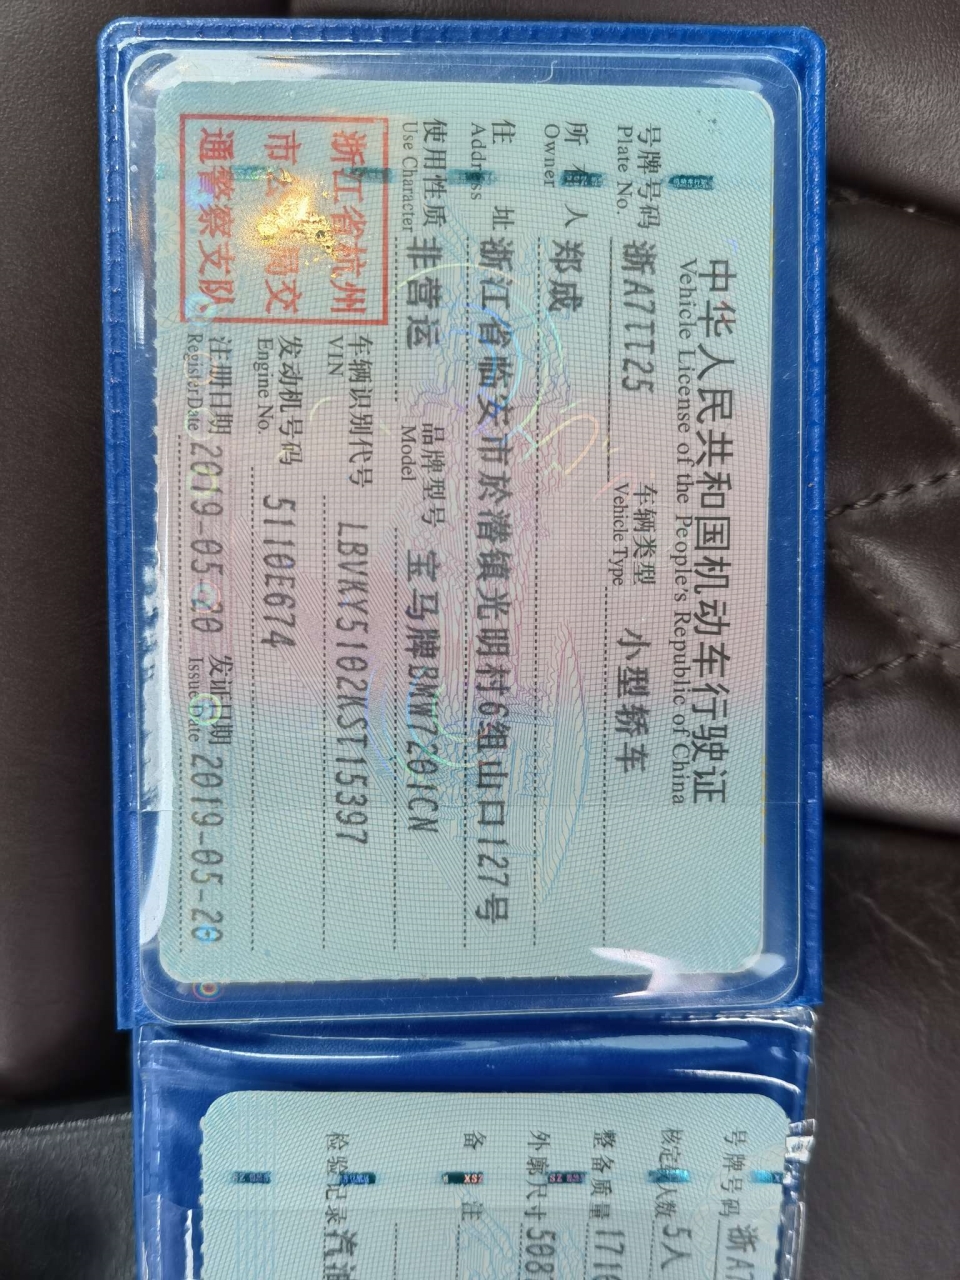 中华人民共和国机动车行驶证
Vehicle License of the People's Republic of China
号牌号码 浙A7TT25 车辆类型 小型轿车
Plate No. Vehicle Type
所有人 郑成
Owner
住址 浙江省临安市於潜镇光明村6组山口127号
Address
使用性质 非营运 品牌型号 宝马牌BMW7201CN
Use Character Model
浙江省杭州
市公安局交
通警察支队
车辆识别代号 LBVKY5102KST15397
VIN
发动机号码 5110E674
Engine No.
注册日期 2019-05-20 发证日期 2019-05-20
Register Date Issue Date
号牌号码 浙A7
核定载人数 5人
整备质量 171
外廓尺寸 508
备注
检验记录 汽油